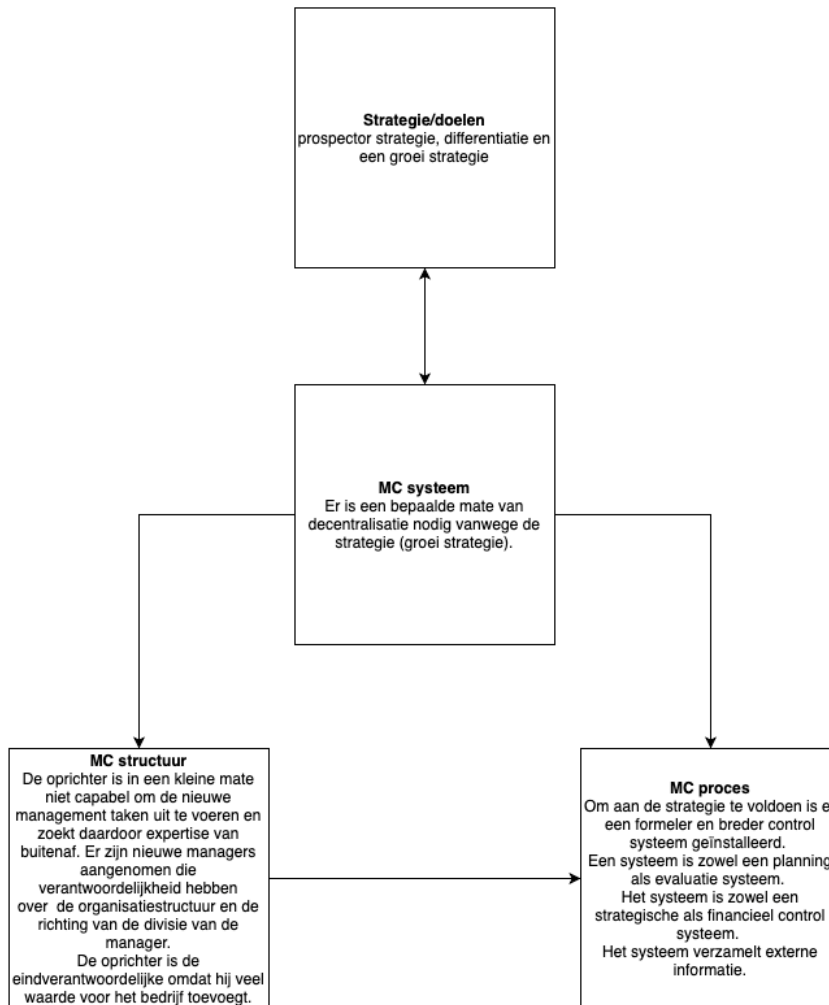 Strategie/doelen
prospector strategie, differentiatie en
een groei strategie
MC systeem
Er is een bepaalde mate van
decentralisatie nodig vanwege de
strategie (groei strategie).
MC structuur
De oprichter is in een kleine mate
niet capabel om de nieuwe
management taken uit te voeren en
zoekt daardoor expertise van
buitenaf. Er zijn nieuwe managers
aangenomen die
verantwoordelijkheid hebben
over de organisatiestructuur en de
richting van de divisie van de
manager.
De oprichter is de
eindverantwoordelijke omdat hij veel
waarde voor het bedrijf toevoegt.
MC proces
Om aan de strategie te voldoen is e
een formeler en breder control
systeem geïnstalleerd.
Een systeem is zowel een planning
als evaluatie systeem.
Het systeem is zowel een
strategische als financieel control
systeem.
Het systeem verzamelt externe
informatie.